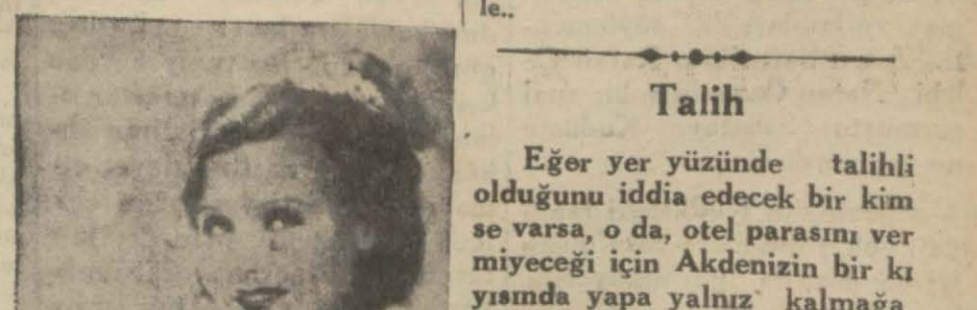 le..
Talih
Eğer yer yüzünde talihli
olduğunu iddia edecek bir kim
se varsa, o da, otel parasını ver
miyeceği için Akdenizin bir kı
yısında yapa yalnız kalmağa